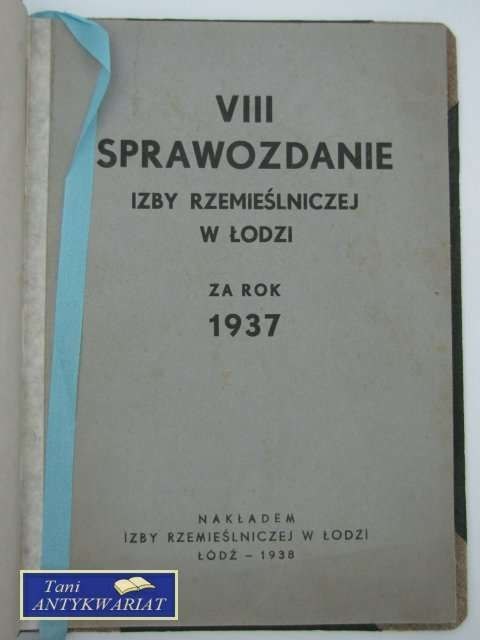 VIII
SPRAWOZDANIE
IZBY RZEMIEŚLNICZEJ
W ŁODZI
ZA ROK
1937
NAKŁADEM
IZBY RZEMIEŚLNICZEJ W ŁODZI
ŁÓDŹ – 1938
Tani
ANTYKWARIAT